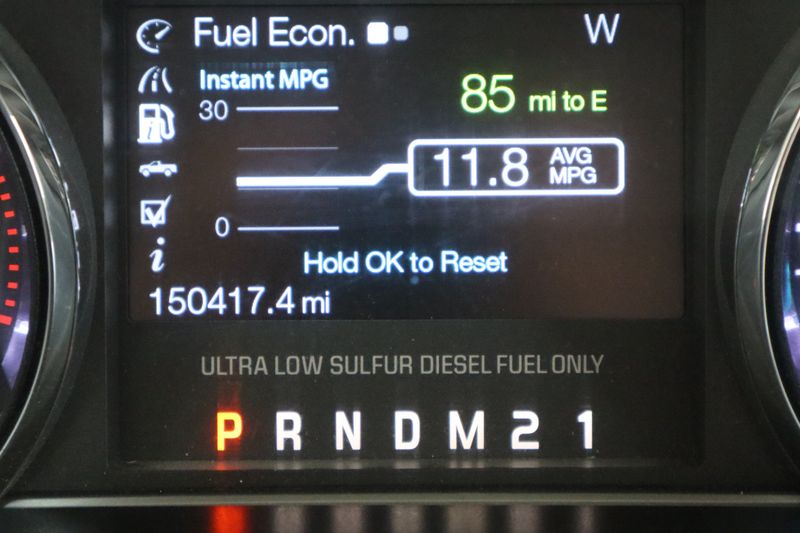 Fuel Econ. W
Instant MPG
30
85 mi to E
11.8 AVG MPG
0
Hold OK to Reset
150417.4 mi
ULTRA LOW SULFUR DIESEL FUEL ONLY
P R N D M 2 1